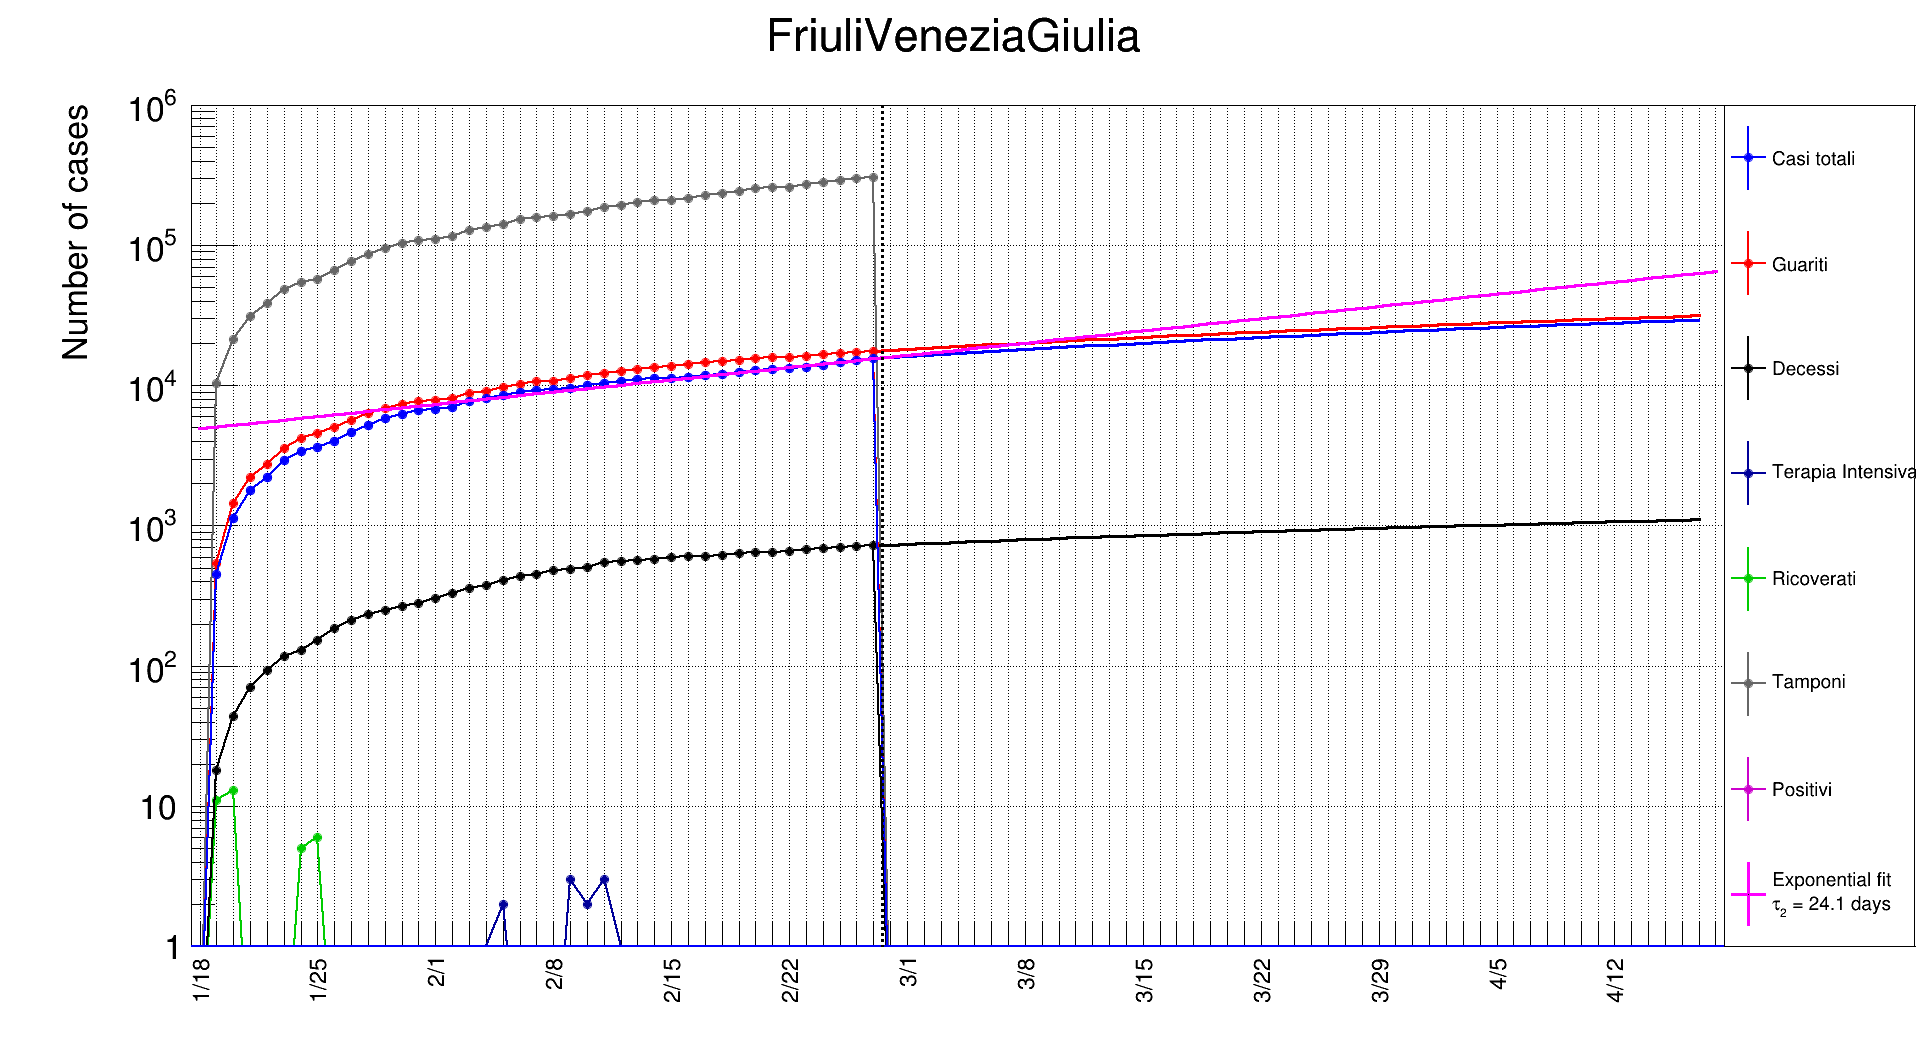 FriuliVeneziaGiulia
Number of cases
10^6
10^5
10^4
10^3
10^2
10
1
1/18
1/25
2/1
2/8
2/15
2/22
3/1
3/8
3/15
3/22
3/29
4/5
4/12
Casi totali
Guariti
Decessi
Terapia Intensiva
Ricoverati
Tamponi
Positivi
Exponential fit
τ₂ = 24.1 days